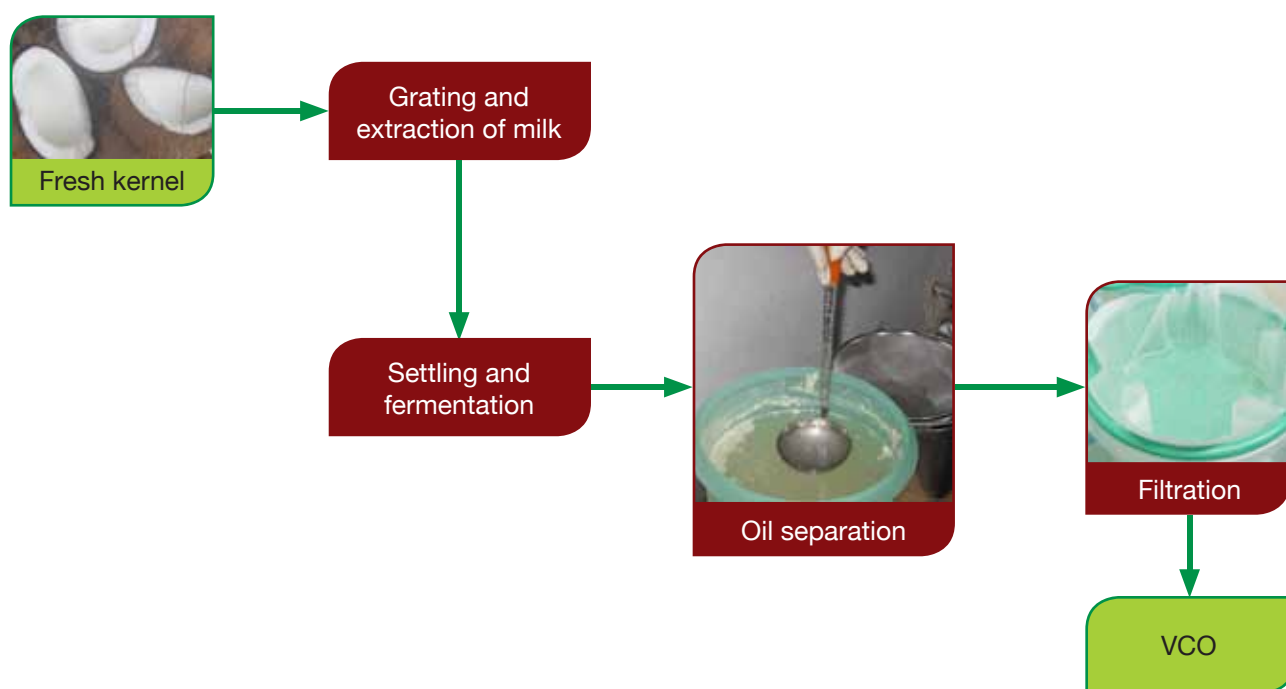 Fresh kernel
Grating and
extraction of milk
Settling and
fermentation
Oil separation
Filtration
VCO